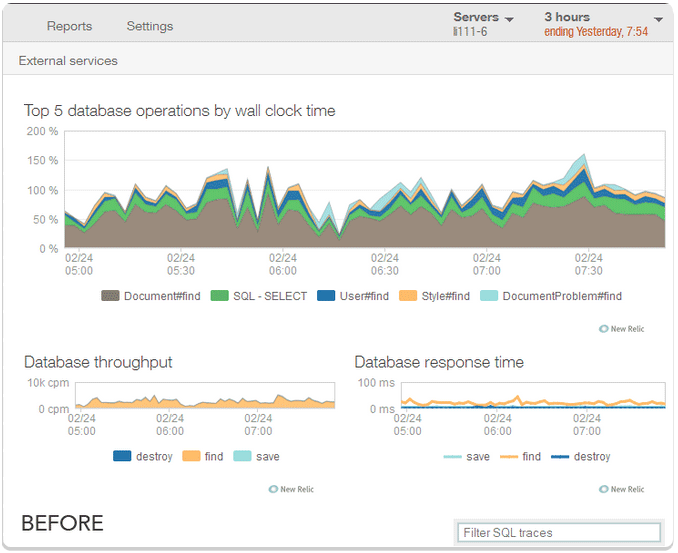 Reports Settings Servers 3 hours
li111-6 ending Yesterday, 7:54
External services
Top 5 database operations by wall clock time
200 %
150 %
100 %
50 %
0 %
02/24 02/24 02/24 02/24 02/24 02/24
05:00 05:30 06:00 06:30 07:00 07:30
Document#find SQL - SELECT User#find Style#find DocumentProblem#find
New Relic
Database throughput
10k cpm
0 cpm
02/24 02/24 02/24
05:00 06:00 07:00
destroy find save
New Relic
Database response time
100 ms
0 ms
02/24 02/24 02/24
05:00 06:00 07:00
save find destroy
New Relic
BEFORE
Filter SQL traces